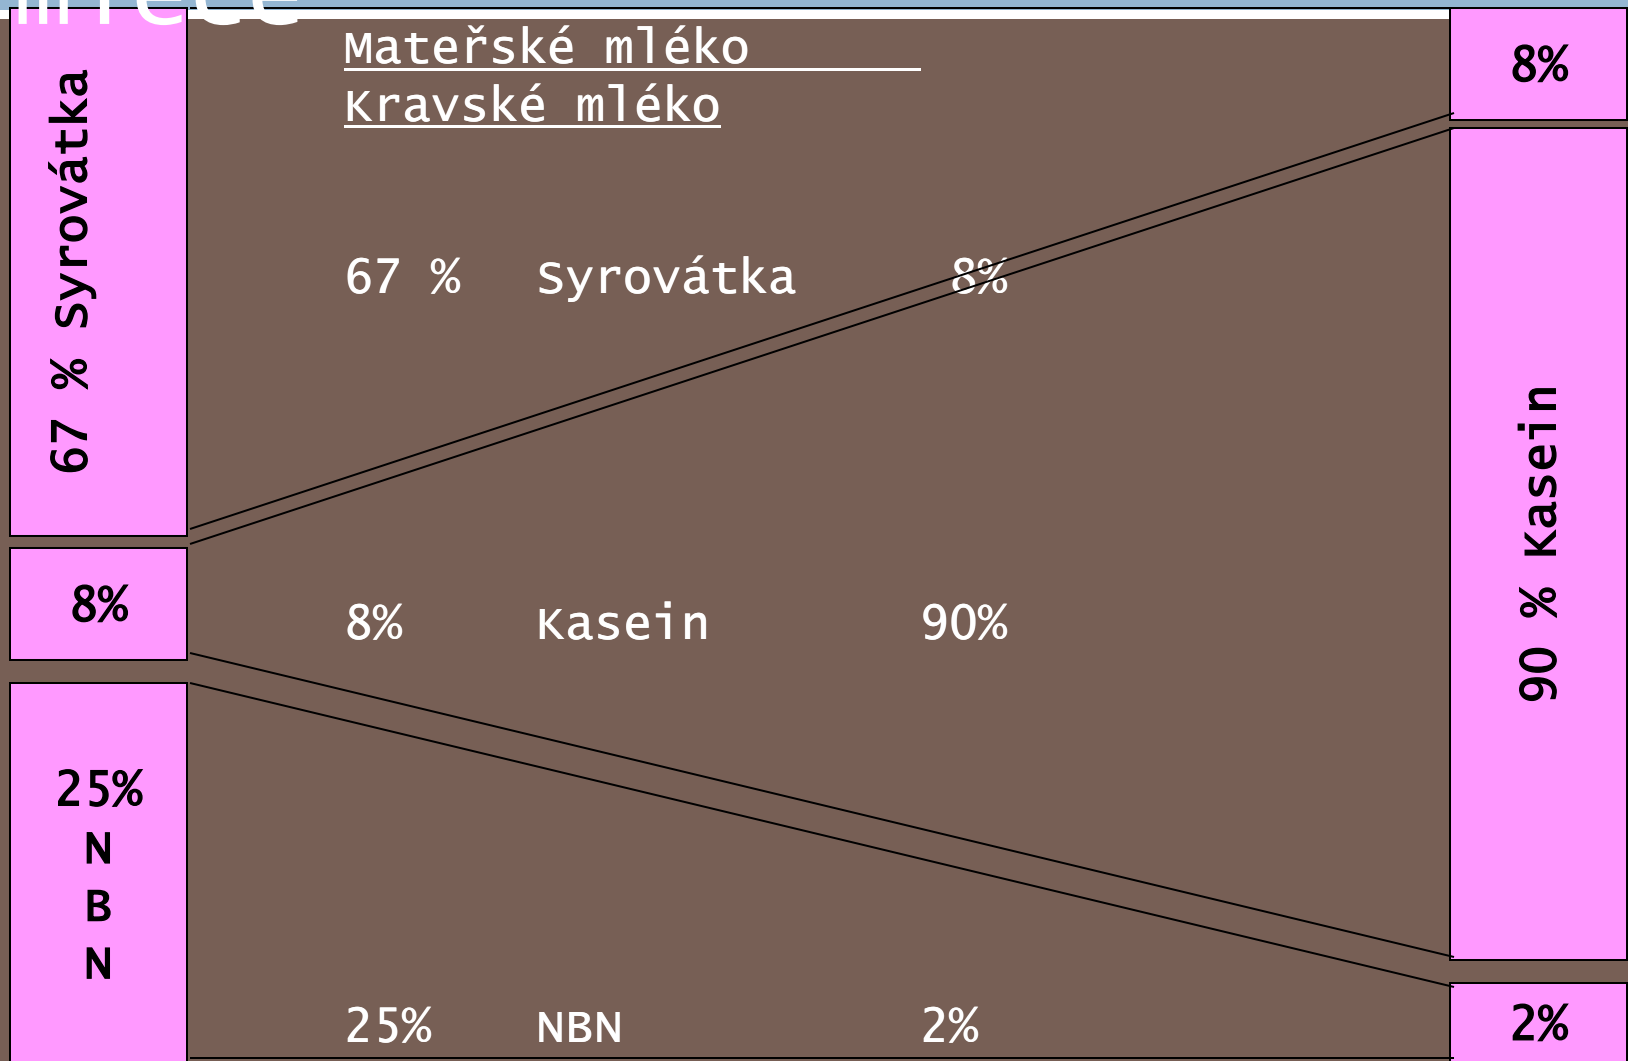 Mateřské mléko
Kravské mléko
67 % Syrovátka 8%
8% Kasein 90%
25% NBN 2%
67 % Syrovátka
8%
25%
N
B
N
8%
90 % Kasein
2%